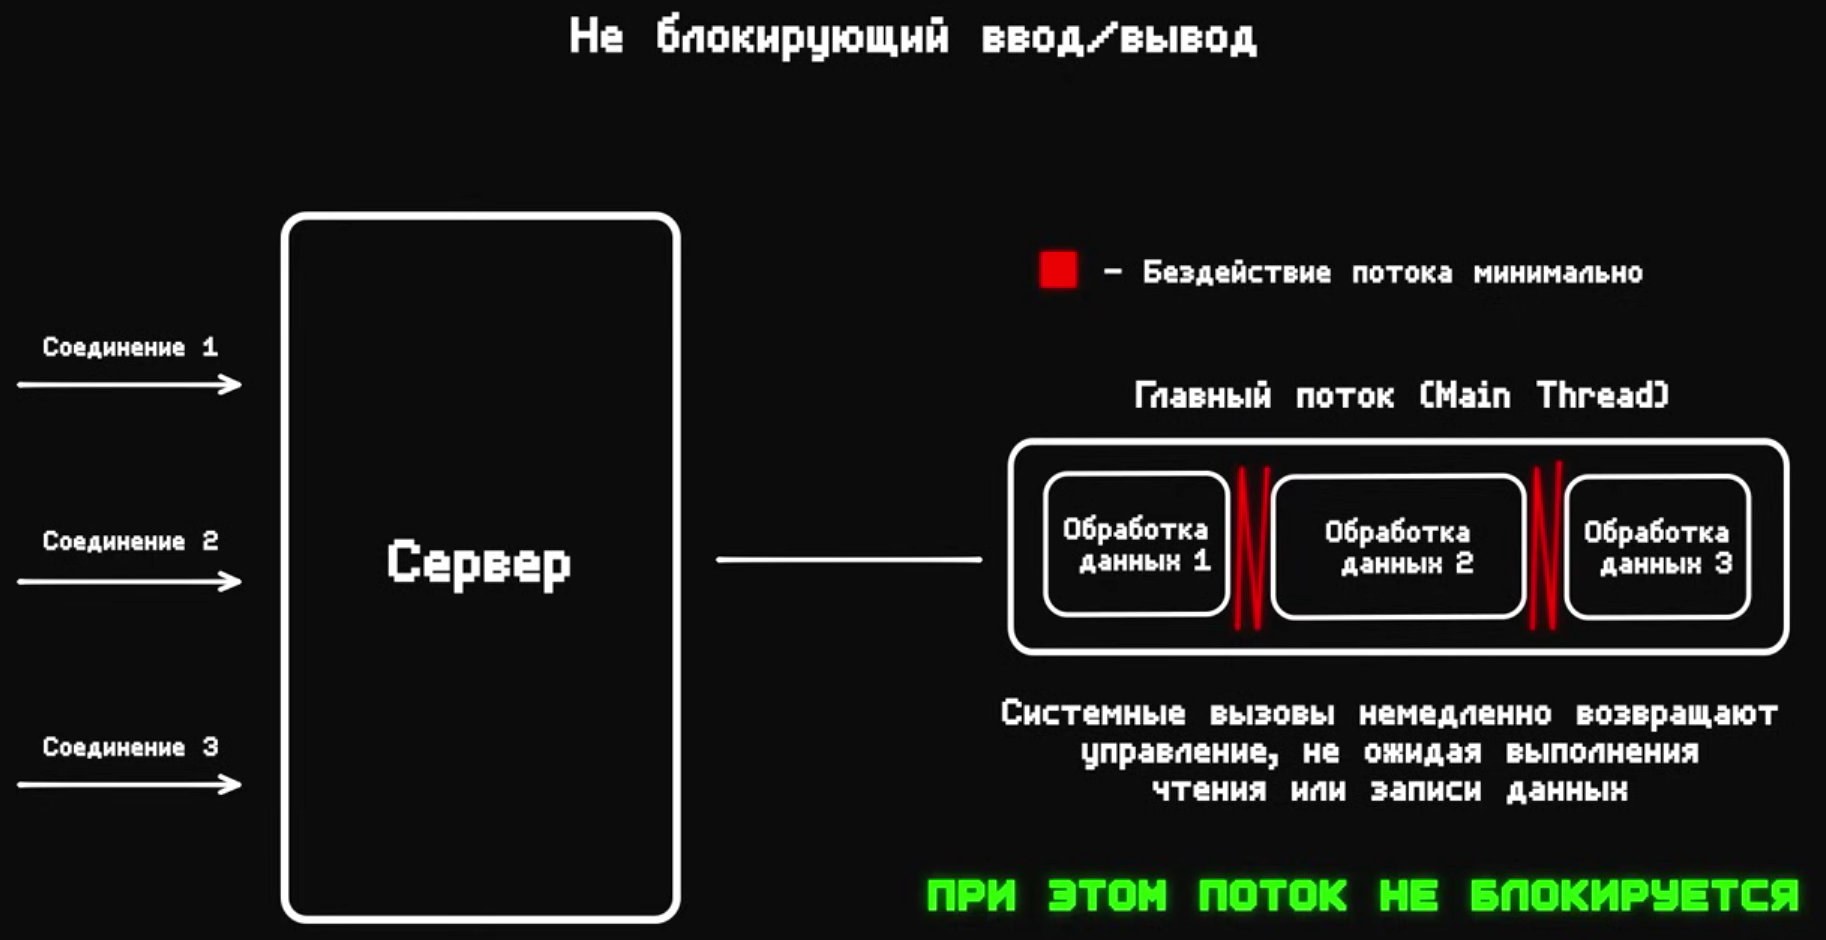 Не блокирующий ввод/вывод
– Бездействие потока минимально
Соединение 1
Соединение 2
Соединение 3
Сервер
Главный поток (Main Thread)
Обработка
данных 1
Обработка
данных 2
Обработка
данных 3
Системные вызовы немедленно возвращают
управление, не ожидая выполнения
чтения или записи данных
ПРИ ЭТОМ ПОТОК НЕ БЛОКИРУЕТСЯ